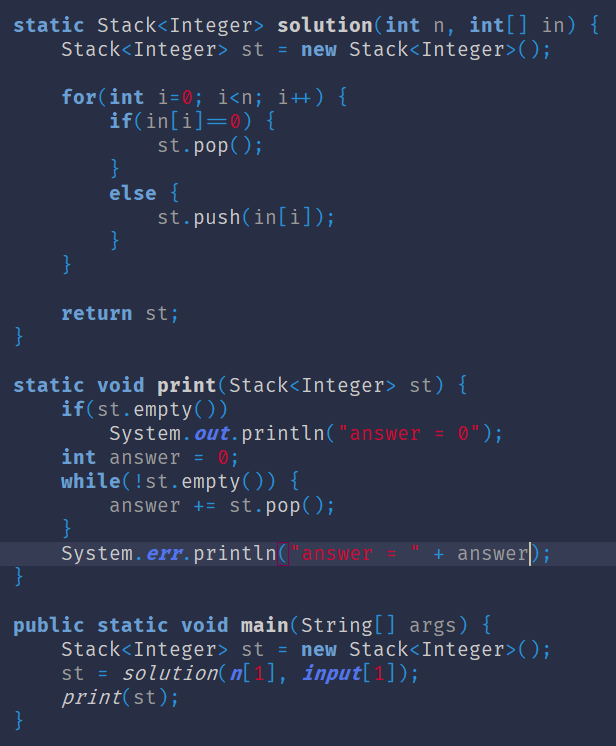 static Stack<Integer> solution(int n, int[] in) {
    Stack<Integer> st = new Stack<Integer>();
    for(int i=0; i<n; i++) {
        if(in[i]==0) {
            st.pop();
        }
        else {
            st.push(in[i]);
        }
    }
    return st;
}
static void print(Stack<Integer> st) {
    if(st.empty())
        System.out.println("answer = 0");
    int answer = 0;
    while(!st.empty()) {
        answer += st.pop();
    }
    System.err.println("answer = " + answer);
}
public static void main(String[] args) {
    Stack<Integer> st = new Stack<Integer>();
    st = solution(n[1], input[1]);
    print(st);
}